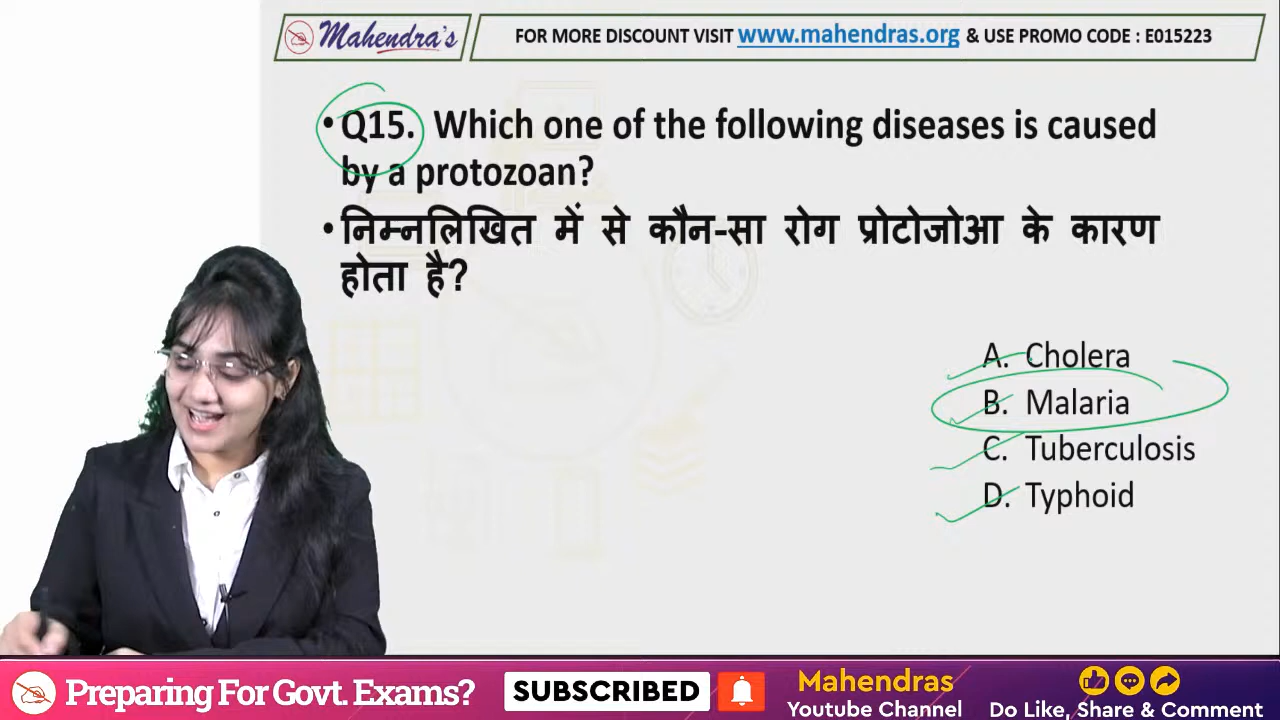 Mahendra's
FOR MORE DISCOUNT VISIT www.mahendras.org & USE PROMO CODE : E015223
• Q15. Which one of the following diseases is caused
by a protozoan?
• निम्नलिखित में से कौन-सा रोग प्रोटोजोआ के कारण
होता है?
A. Cholera
B. Malaria
C. Tuberculosis
D. Typhoid
Preparing For Govt. Exams?
SUBSCRIBED
Mahendras
Youtube Channel
Do Like, Share & Comment